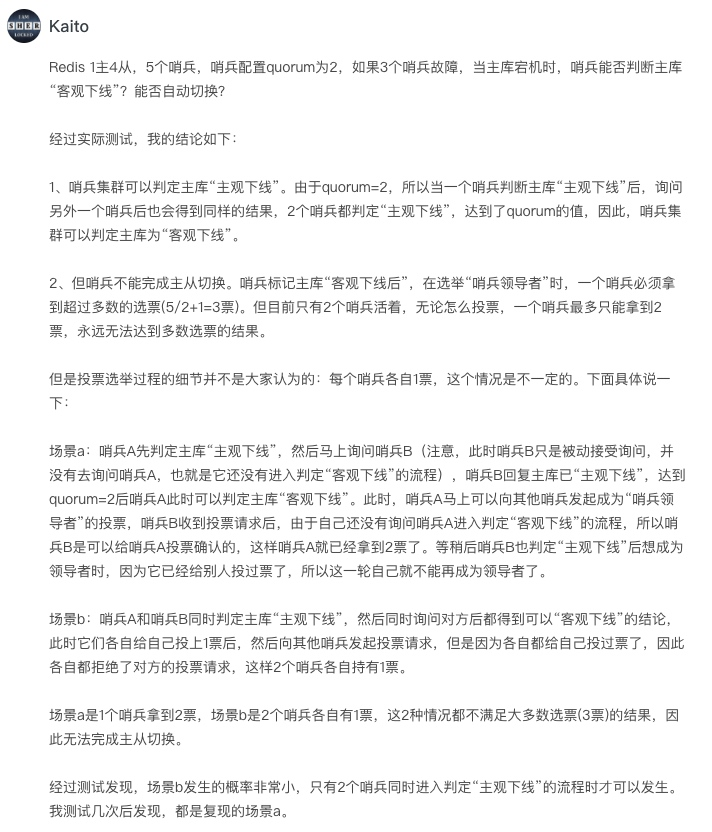 I AM
SHER
LOCKED
Kaito
Redis 1主4从，5个哨兵，哨兵配置quorum为2，如果3个哨兵故障，当主库宕机时，哨兵能否判断主库
“客观下线”？能否自动切换？
经过实际测试，我的结论如下：
1、哨兵集群可以判定主库“主观下线”。由于quorum=2，所以当一个哨兵判断主库“主观下线”后，询问
另外一个哨兵后也会得到同样的结果，2个哨兵都判定“主观下线”，达到了quorum的值，因此，哨兵集
群可以判定主库为“客观下线”。
2、但哨兵不能完成主从切换。哨兵标记主库“客观下线后”，在选举“哨兵领导者”时，一个哨兵必须拿
到超过多数的选票(5/2+1=3票)。但目前只有2个哨兵活着，无论怎么投票，一个哨兵最多只能拿到2
票，永远无法达到多数选票的结果。
但是投票选举过程的细节并不是大家认为的：每个哨兵各自1票，这个情况是不一定的。下面具体说一
下：
场景a：哨兵A先判定主库“主观下线”，然后马上询问哨兵B（注意，此时哨兵B只是被动接受询问，并
没有去询问哨兵A，也就是它还没有进入判定“客观下线”的流程），哨兵B回复主库已“主观下线”，达到
quorum=2后哨兵A此时可以判定主库“客观下线”。此时，哨兵A马上可以向其他哨兵发起成为“哨兵领
导者”的投票，哨兵B收到投票请求后，由于自己还没有询问哨兵A进入判定“客观下线”的流程，所以哨
兵B是可以给哨兵A投票确认的，这样哨兵A就已经拿到2票了。等稍后哨兵B也判定“主观下线”后想成为
领导者时，因为它已经给别人投过票了，所以这一轮自己就不能再成为领导者了。
场景b：哨兵A和哨兵B同时判定主库“主观下线”，然后同时询问对方后都得到可以“客观下线”的结论，
此时它们各自给自己投上1票后，然后向其他哨兵发起投票请求，但是因为各自都给自己投过票了，因此
各自都拒绝了对方的投票请求，这样2个哨兵各自持有1票。
场景a是1个哨兵拿到2票，场景b是2个哨兵各自有1票，这2种情况都不满足大多数选票(3票)的结果，因
此无法完成主从切换。
经过测试发现，场景b发生的概率非常小，只有2个哨兵同时进入判定“主观下线”的流程时才可以发生。
我测试几次后发现，都是复现的场景a。